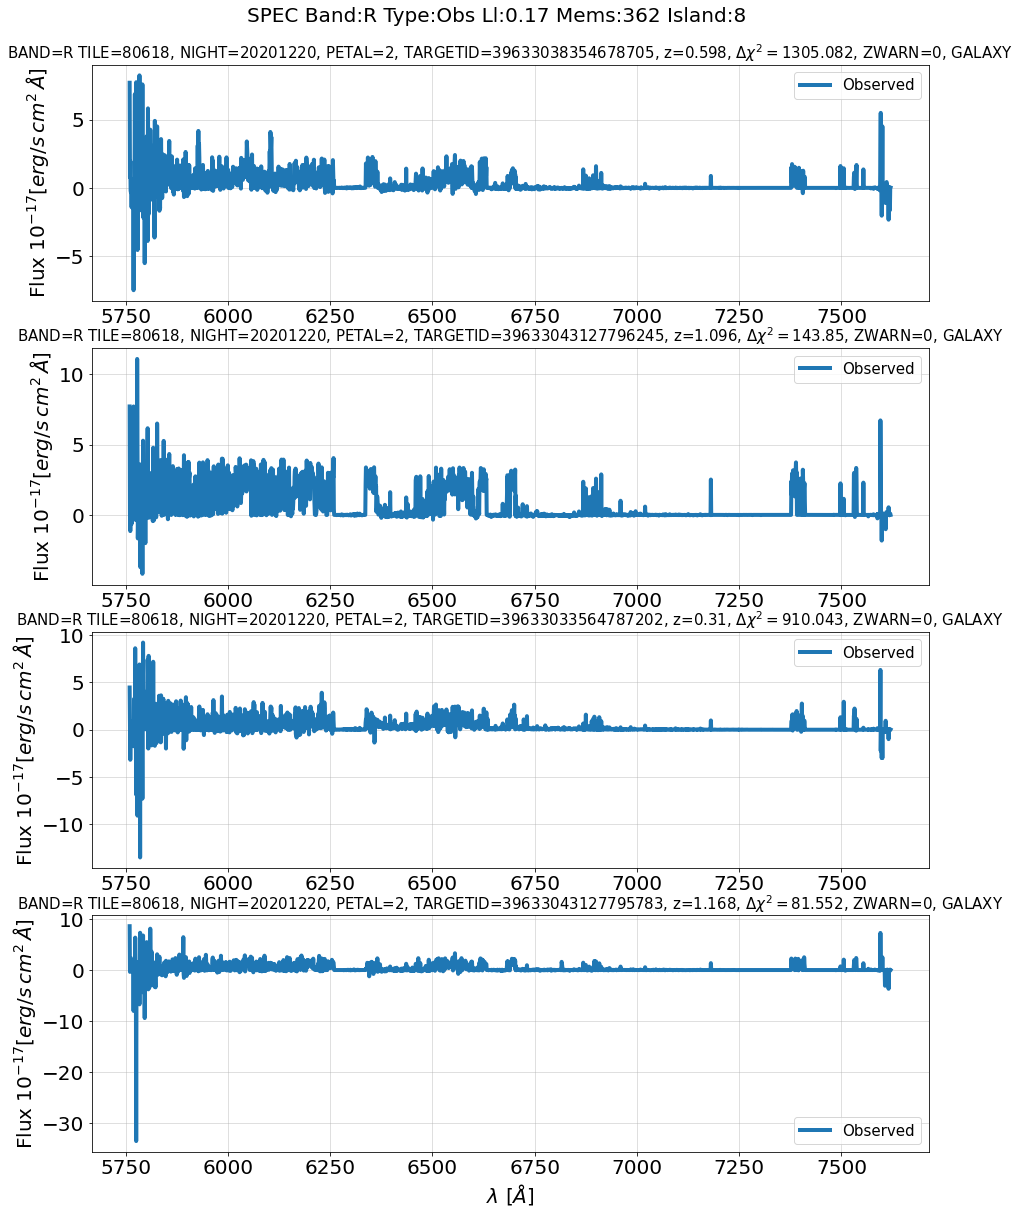 SPEC Band:R Type:Obs Ll:0.17 Mems:362 Island:8
BAND=R TILE=80618, NIGHT=20201220, PETAL=2, TARGETID=39633038354678705, z=0.598, Δχ² = 1305.082, ZWARN=0, GALAXY
Flux 10⁻¹⁷[erg/s cm² Å]
5
0
−5
Observed
5750 6000 6250 6500 6750 7000 7250 7500
BAND=R TILE=80618, NIGHT=20201220, PETAL=2, TARGETID=39633043127796245, z=1.096, Δχ² = 143.85, ZWARN=0, GALAXY
Flux 10⁻¹⁷[erg/s cm² Å]
10
5
0
Observed
5750 6000 6250 6500 6750 7000 7250 7500
BAND=R TILE=80618, NIGHT=20201220, PETAL=2, TARGETID=39633033564787202, z=0.31, Δχ² = 910.043, ZWARN=0, GALAXY
Flux 10⁻¹⁷[erg/s cm² Å]
10
5
0
−5
−10
Observed
5750 6000 6250 6500 6750 7000 7250 7500
BAND=R TILE=80618, NIGHT=20201220, PETAL=2, TARGETID=39633043127795783, z=1.168, Δχ² = 81.552, ZWARN=0, GALAXY
Flux 10⁻¹⁷[erg/s cm² Å]
10
0
−10
−20
−30
Observed
5750 6000 6250 6500 6750 7000 7250 7500
λ [Å]